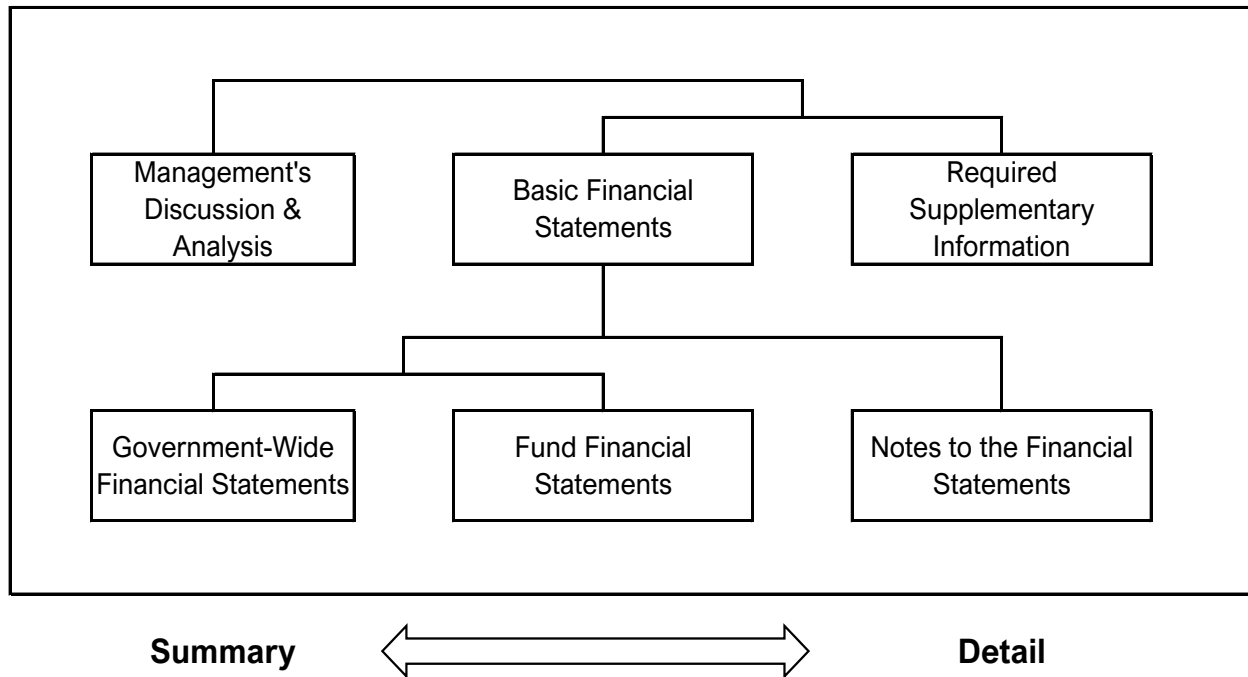 Management's
Discussion &
Analysis
Basic Financial
Statements
Required
Supplementary
Information
Government-Wide
Financial Statements
Fund Financial
Statements
Notes to the Financial
Statements
Summary
Detail